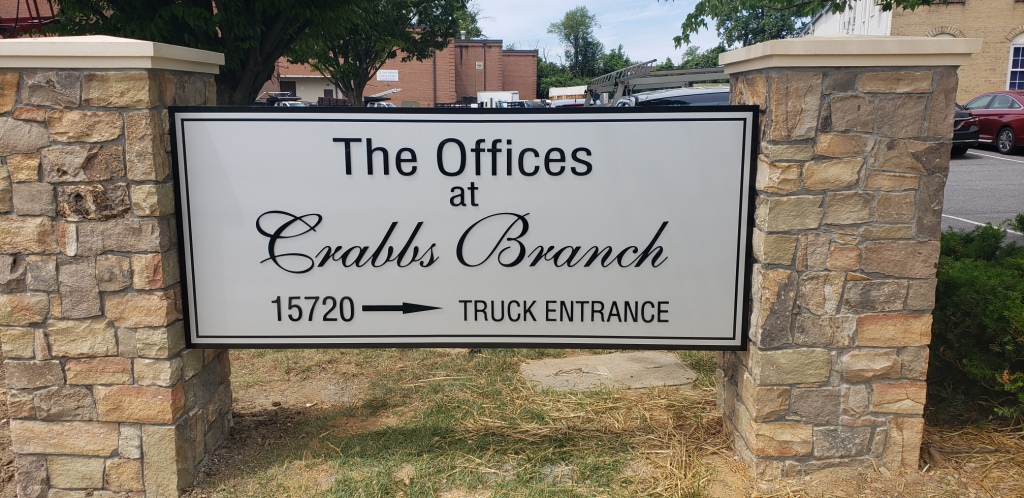 The Offices
at
Crabbs Branch
15720 → TRUCK ENTRANCE